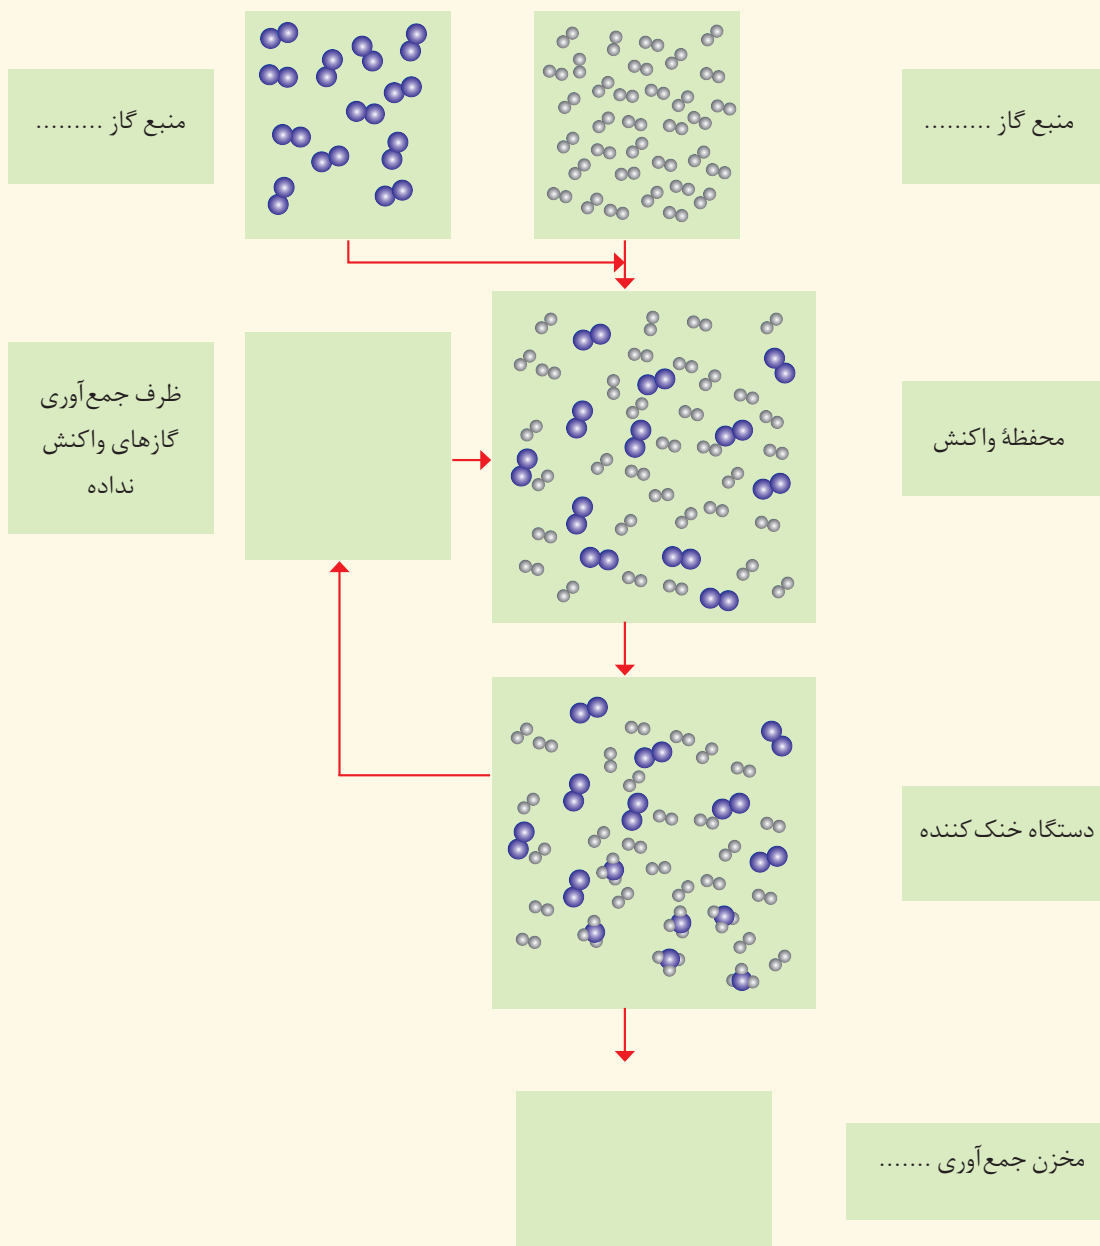 منبع گاز .........
منبع گاز .........
محفظهٔ واکنش
ظرف جمع‌آوری
گازهای واکنش
نداده
دستگاه خنک‌کننده
مخزن جمع‌آوری .......